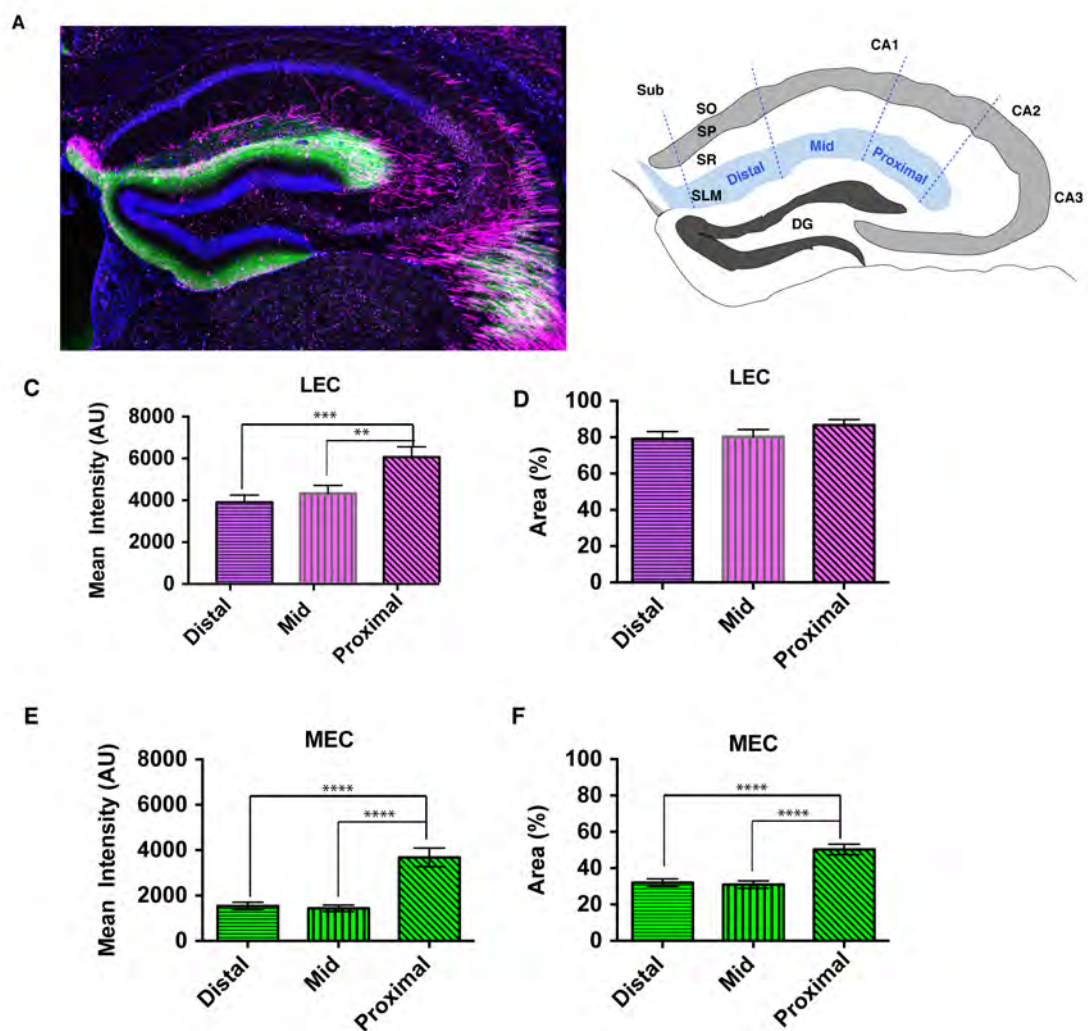 A
Sub
CA1
SO
SP
SR
SLM
Distal
Mid
Proximal
CA2
CA3
DG
C
LEC
Mean Intensity (AU)
8000
6000
4000
2000
0
***
**
Distal
Mid
Proximal
D
LEC
Area (%)
100
80
60
40
20
0
Distal
Mid
Proximal
E
MEC
Mean Intensity (AU)
8000
6000
4000
2000
0
****
****
Distal
Mid
Proximal
F
MEC
Area (%)
100
80
60
40
20
0
****
****
Distal
Mid
Proximal